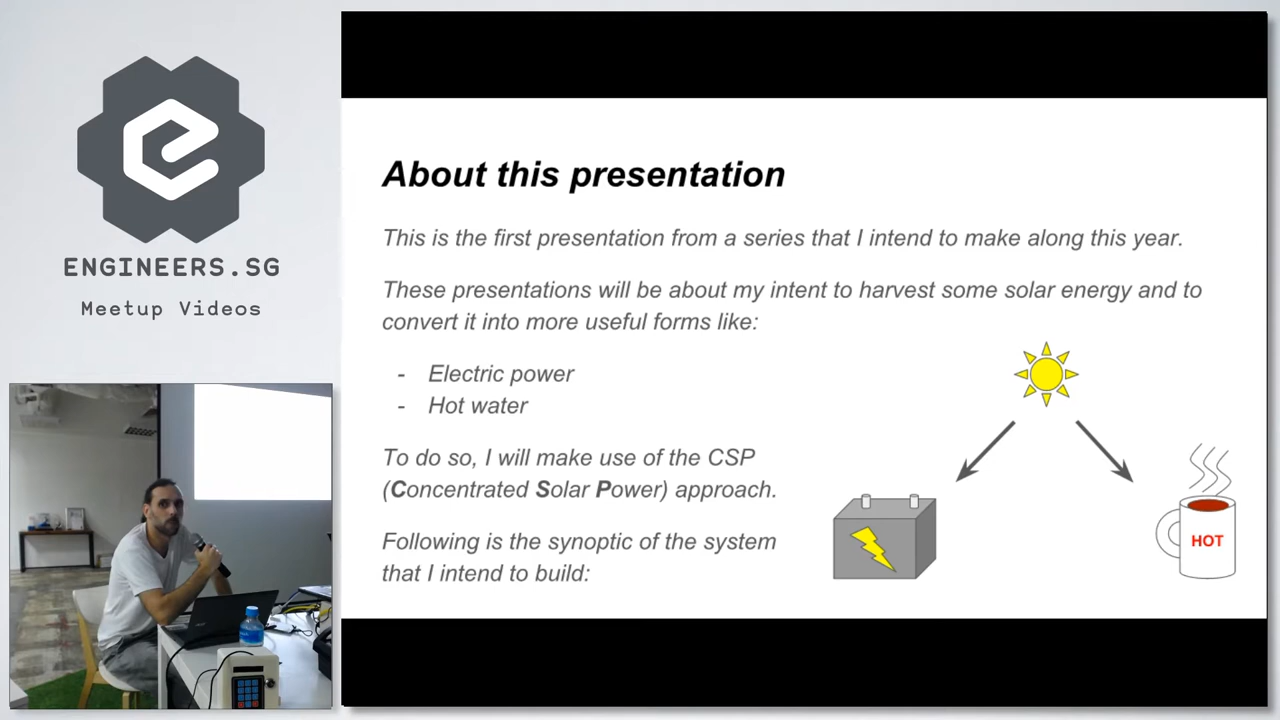 ENGINEERS.SG
Meetup Videos
About this presentation
This is the first presentation from a series that I intend to make along this year.
These presentations will be about my intent to harvest some solar energy and to
convert it into more useful forms like:
- Electric power
- Hot water
To do so, I will make use of the CSP
(Concentrated Solar Power) approach.
Following is the synoptic of the system
that I intend to build:
HOT